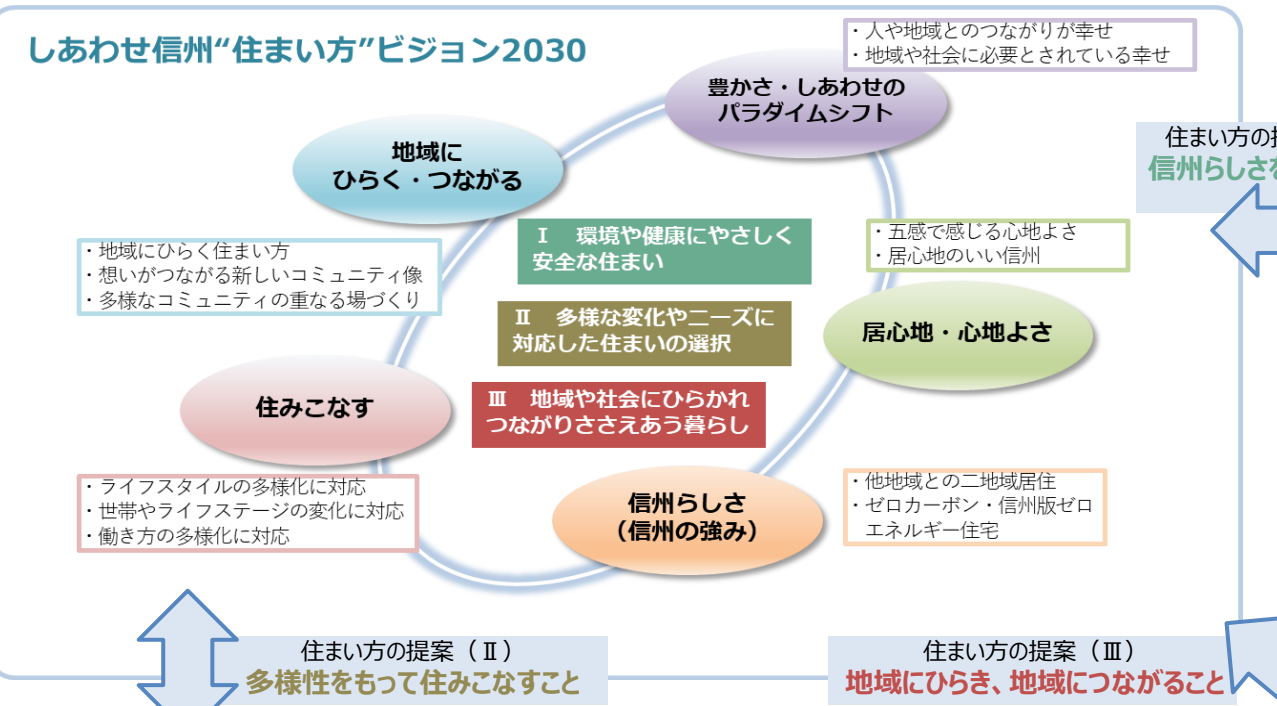 しあわせ信州“住まい方”ビジョン2030
・人や地域とのつながりが幸せ
・地域や社会に必要とされている幸せ
豊かさ・しあわせの
パラダイムシフト
地域に
ひらく・つながる
住まい方の提
信州らしさを
・地域にひらく住まい方
・想いがつながる新しいコミュニティ像
・多様なコミュニティの重なる場づくり
Ⅰ　環境や健康にやさしく
安全な住まい
・五感で感じる心地よさ
・居心地のいい信州
Ⅱ　多様な変化やニーズに
対応した住まいの選択
居心地・心地よさ
住みこなす
Ⅲ　地域や社会にひらかれ
つながりささえあう暮らし
・ライフスタイルの多様化に対応
・世帯やライフステージの変化に対応
・働き方の多様化に対応
信州らしさ
（信州の強み）
・他地域との二地域居住
・ゼロカーボン・信州版ゼロ
エネルギー住宅
住まい方の提案（Ⅱ）
多様性をもって住みこなすこと
住まい方の提案（Ⅲ）
地域にひらき、地域につながること